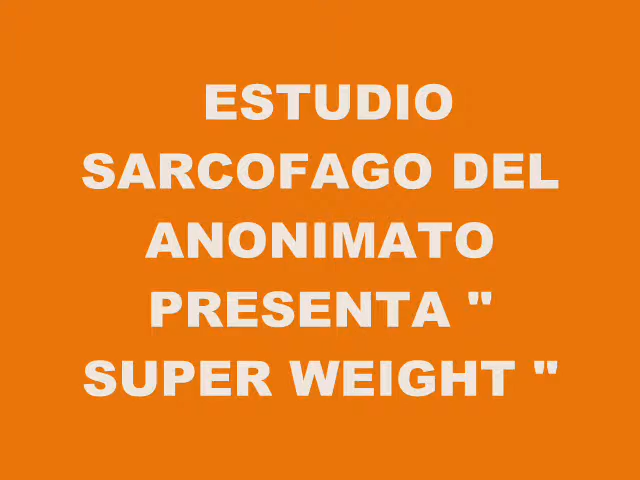 ESTUDIO
SARCOFAGO DEL
ANONIMATO
PRESENTA "
SUPER WEIGHT "